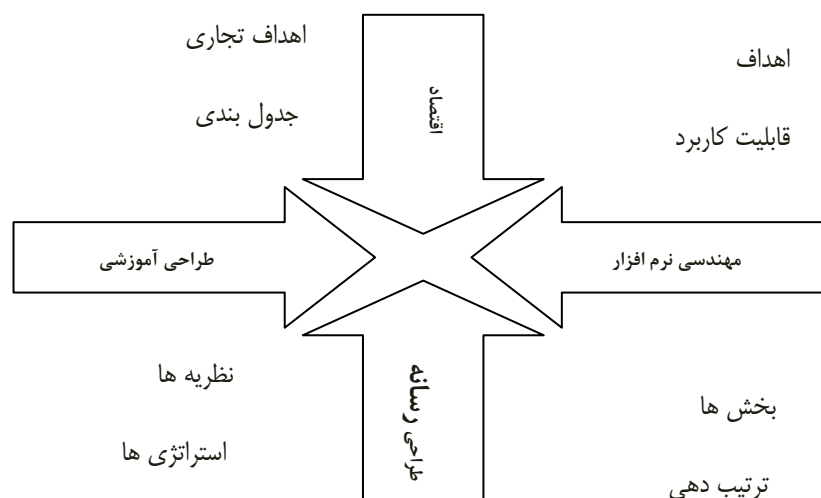 اهداف تجاری
جدول بندی
اقتصاد
اهداف
قابلیت کاربرد
طراحی آموزشی
مهندسی نرم افزار
نظریه ها
استراتژی ها
طراحی رسانه
بخش ها
ترتیب دهی